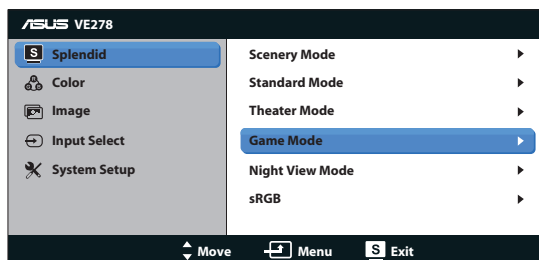 ASUS VE278
S Splendid
Color
Image
Input Select
System Setup
Scenery Mode
Standard Mode
Theater Mode
Game Mode
Night View Mode
sRGB
Move Menu S Exit